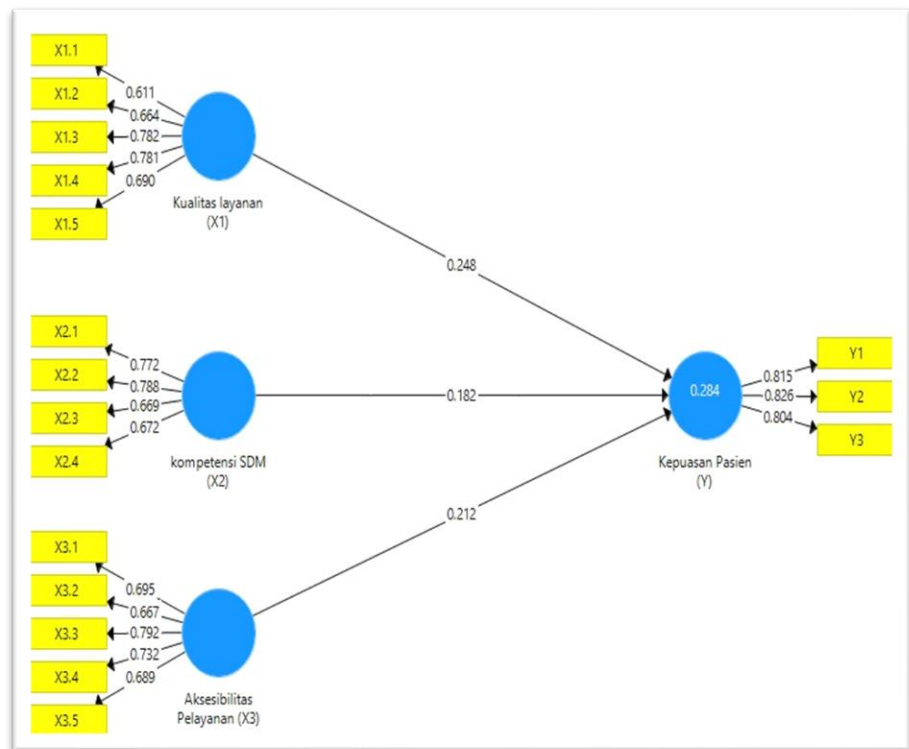 X1.1
X1.2
X1.3
X1.4
X1.5
0.611
0.664
0.782
0.781
0.690
Kualitas layanan
(X1)
0.248
X2.1
X2.2
X2.3
X2.4
0.772
0.788
0.669
0.672
kompetensi SDM
(X2)
0.182
X3.1
X3.2
X3.3
X3.4
X3.5
0.695
0.667
0.792
0.732
0.689
Aksesibilitas
Pelayanan (X3)
0.212
0.284
Kepuasan Pasien
(Y)
0.815
0.826
0.804
Y1
Y2
Y3